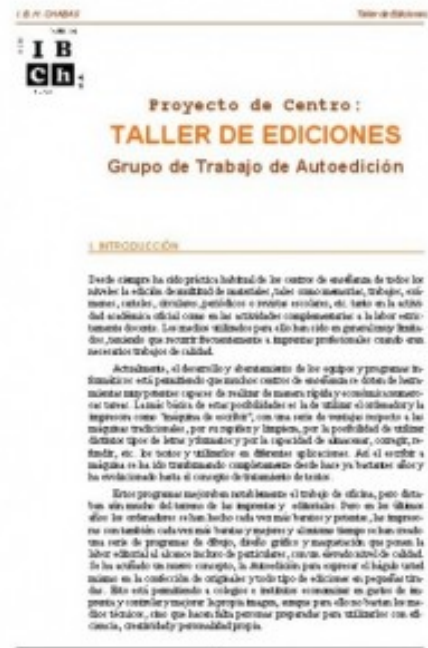 I. B. H. CHABAS
Taller de Ediciones
I B
Ch
Proyecto de Centro:
TALLER DE EDICIONES
Grupo de Trabajo de Autoedición
1. INTRODUCCIÓN
Desde siempre ha sido práctica habitual de los centros de enseñanza de todos los
niveles la edición de multitud de materiales, tales como memorias, trabajos, exá-
menes, carteles, circulares, periódicos o revistas escolares, etc. tanto en la activi-
dad académica oficial como en las actividades complementarias a la labor estric-
tamente docente. Los medios utilizados para ello han sido en general muy limita-
dos, teniendo que recurrir frecuentemente a imprentas profesionales cuando eran
necesarios trabajos de calidad.
Actualmente, el desarrollo y abaratamiento de los equipos y programas in-
formáticos está permitiendo que muchos centros de enseñanza se doten de herra-
mientas muy potentes capaces de realizar de manera rápida y económica numero-
sas tareas. La más básica de estas posibilidades es la de utilizar el ordenador y la
impresora como "máquina de escribir", con una serie de ventajas respecto a las
máquinas tradicionales, por su rapidez y limpieza, por la posibilidad de utilizar
distintos tipos de letra y formatos y por la capacidad de almacenar, corregir, re-
fundir, etc. los textos y utilizarlos en diferentes aplicaciones. Así el escribir a
máquina se ha ido transformando completamente desde hace ya bastantes años y
ha evolucionado hasta el concepto de tratamiento de textos.
Estos programas mejoraban notablemente el trabajo de oficina, pero dista-
ban aún mucho del terreno de las imprentas y editoriales. Pero en los últimos
años los ordenadores se han hecho cada vez más baratos y potentes, las impreso-
ras son también cada vez más baratas y mejores y al mismo tiempo se han creado
una serie de programas de dibujo, diseño gráfico y maquetación que ponen la
labor editorial al alcance incluso de particulares, con un elevado nivel de calidad.
Se ha acuñado un nuevo concepto, la Autoedición para expresar el
mismo en la confección de originales y todo tipo de ediciones en pequeñas tira-
das. Esto está permitiendo a colegios e institutos economizar en gastos de im-
prenta y controlar y mejorar la propia imagen, aunque para ello no bastan los me-
dios técnicos, sino que hacen falta personas preparadas para utilizarlos con efi-
ciencia, creatividad y personalidad propia.